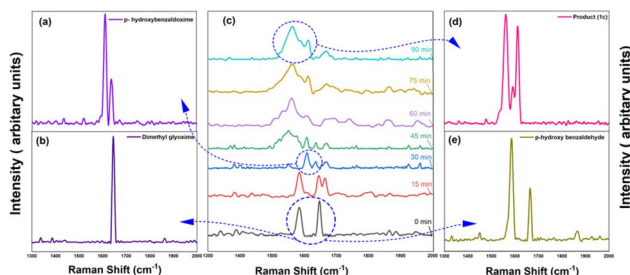 (a)
p- hydroxybenzaldoxime
(b)
Dimethyl glyoxime
Intensity ( arbitary units)
1300 1400 1500 1600 1700 1800 1900 2000
Raman Shift (cm-1)
(c)
90 min
75 min
60 min
45 min
30 min
15 min
0 min
1300 1400 1500 1600 1700 1800 1900 2000
Raman Shift (cm-1)
(d)
Product (1c)
(e)
p-hydroxy benzaldehyde
1300 1400 1500 1600 1700 1800 1900 2000
Raman Shift (cm-1)
Intensity ( arbitary units)